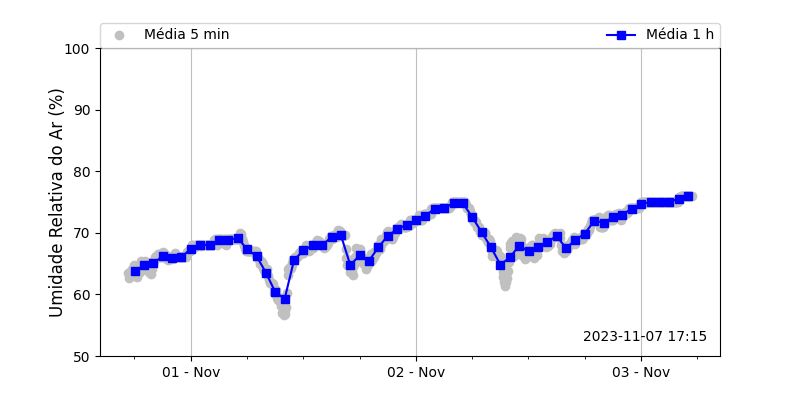 Média 5 min
Média 1 h
Umidade Relativa do Ar (%)
100
90
80
70
60
50
2023-11-07 17:15
01 - Nov
02 - Nov
03 - Nov